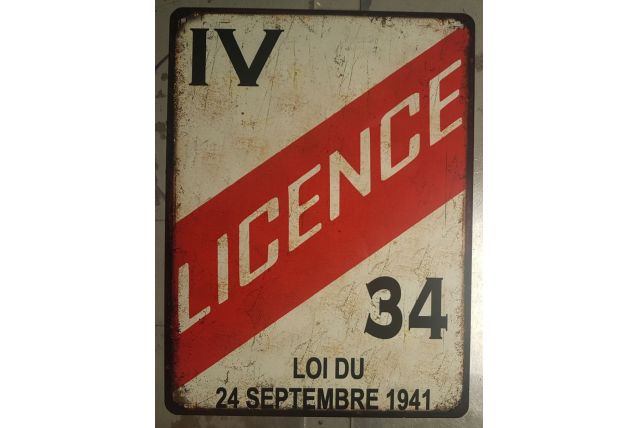 IV
LICENCE
34
LOI DU
24 SEPTEMBRE 1941